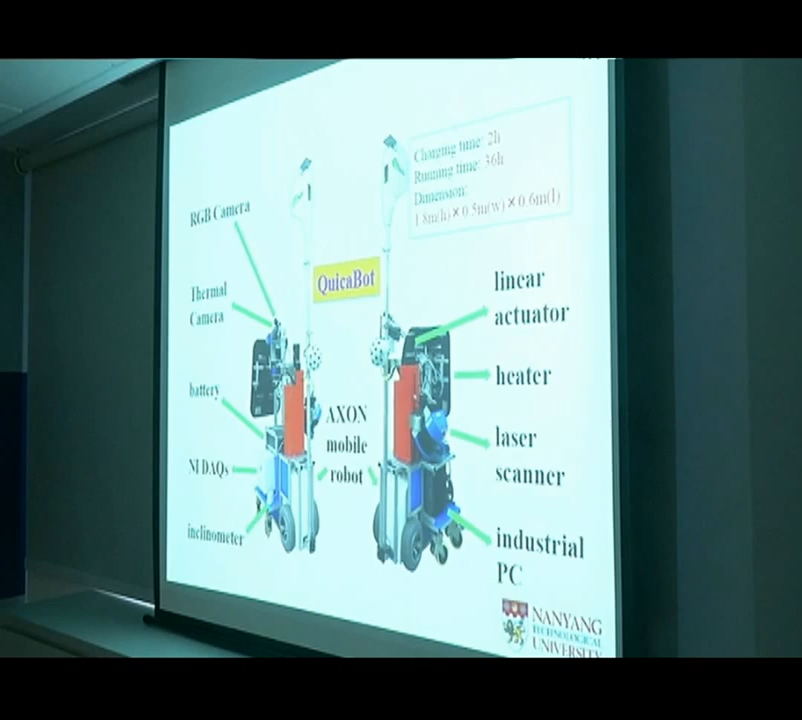 Charging time: 2h
Running time: 36h
Dimension:
1.8m(h)×0.5m(w)×0.6m(l)
RGB Camera
QuicaBot
linear
actuator
Thermal
Camera
heater
battery
AXON
mobile
robot
laser
scanner
NI DAQs
inclinometer
industrial
PC
NANYANG
TECHNOLOGICAL
UNIVERSITY